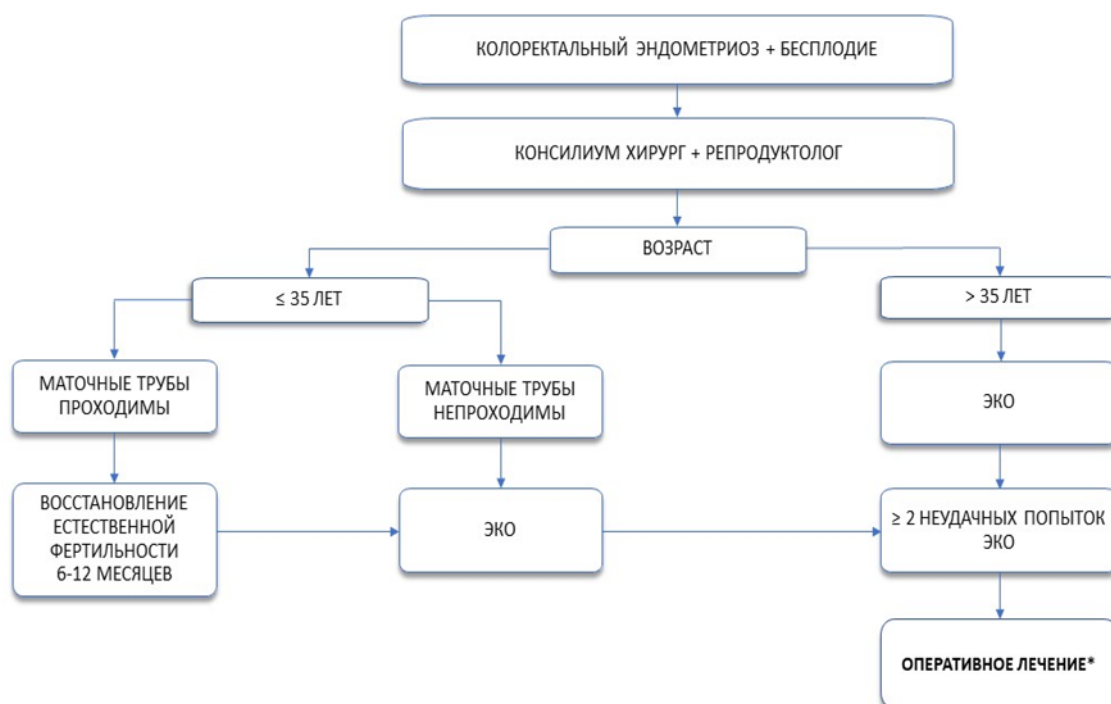 КОЛОРЕКТАЛЬНЫЙ ЭНДОМЕТРИОЗ + БЕСПЛОДИЕ
КОНСИЛИУМ ХИРУРГ + РЕПРОДУКТОЛОГ
ВОЗРАСТ
≤ 35 ЛЕТ
> 35 ЛЕТ
МАТОЧНЫЕ ТРУБЫ
ПРОХОДИМЫ
МАТОЧНЫЕ ТРУБЫ
НЕПРОХОДИМЫ
ЭКО
ВОССТАНОВЛЕНИЕ
ЕСТЕСТВЕННОЙ
ФЕРТИЛЬНОСТИ
6-12 МЕСЯЦЕВ
ЭКО
≥ 2 НЕУДАЧНЫХ ПОПЫТОК
ЭКО
ОПЕРАТИВНОЕ ЛЕЧЕНИЕ*